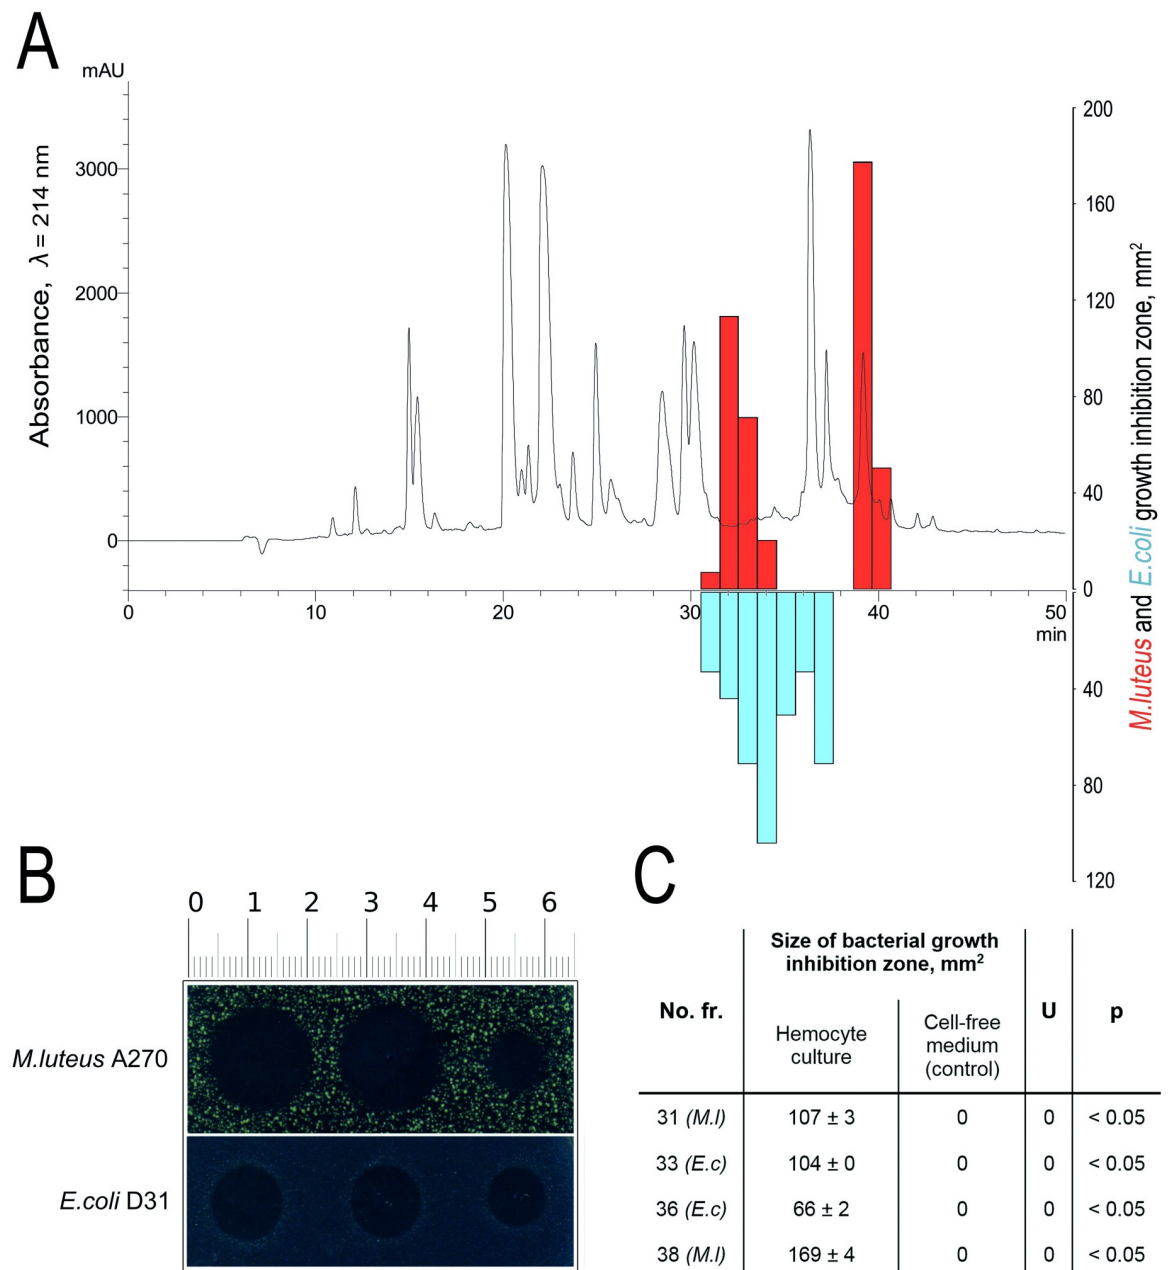 A
mAU
Absorbance, λ = 214 nm
3000
2000
1000
0
0
10
20
30
40
50
min
200
160
120
80
40
0
40
80
120
M.luteus and E.coli growth inhibition zone, mm²
B
0 1 2 3 4 5 6
M.luteus A270
E.coli D31
C
No. fr.
Size of bacterial growth
inhibition zone, mm²
Hemocyte
culture
Cell-free
medium
(control)
U
p
31 (M.l) 107 ± 3 0 0 < 0.05
33 (E.c) 104 ± 0 0 0 < 0.05
36 (E.c) 66 ± 2 0 0 < 0.05
38 (M.l) 169 ± 4 0 0 < 0.05